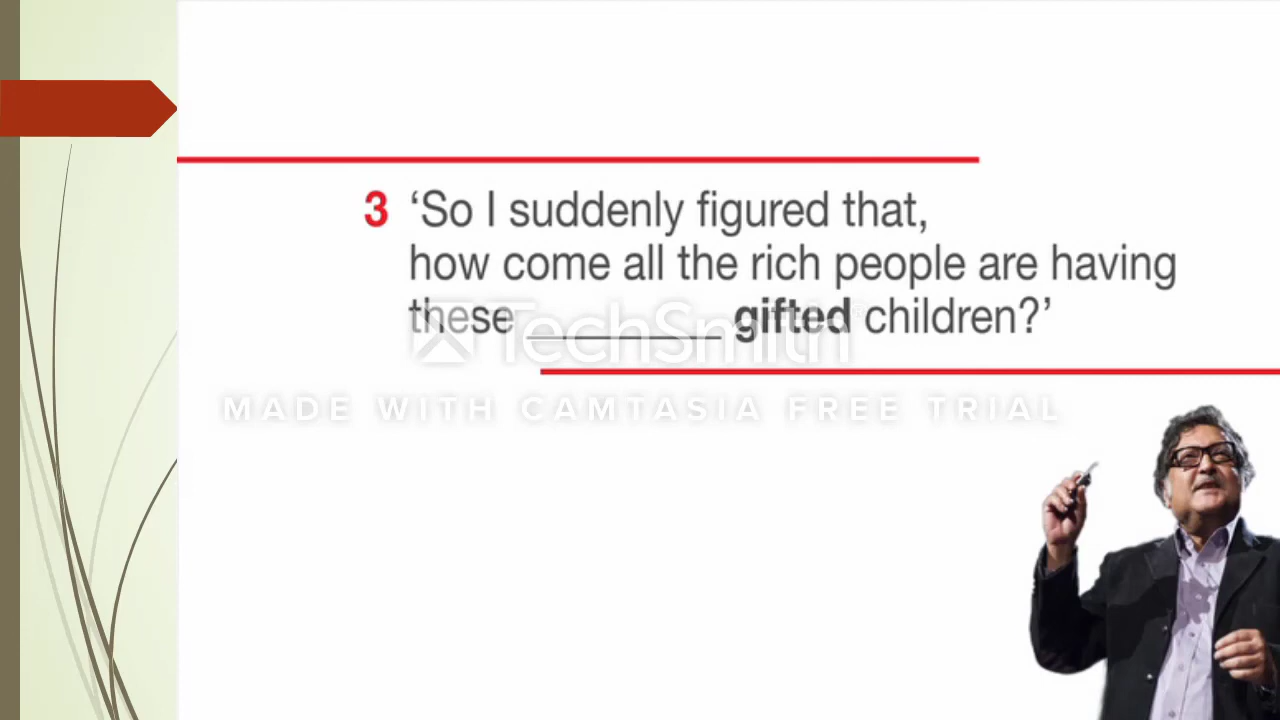 3 ‘So I suddenly figured that,
how come all the rich people are having
these __________ gifted children?’
TechSmith®
MADE WITH CAMTASIA FREE TRIAL